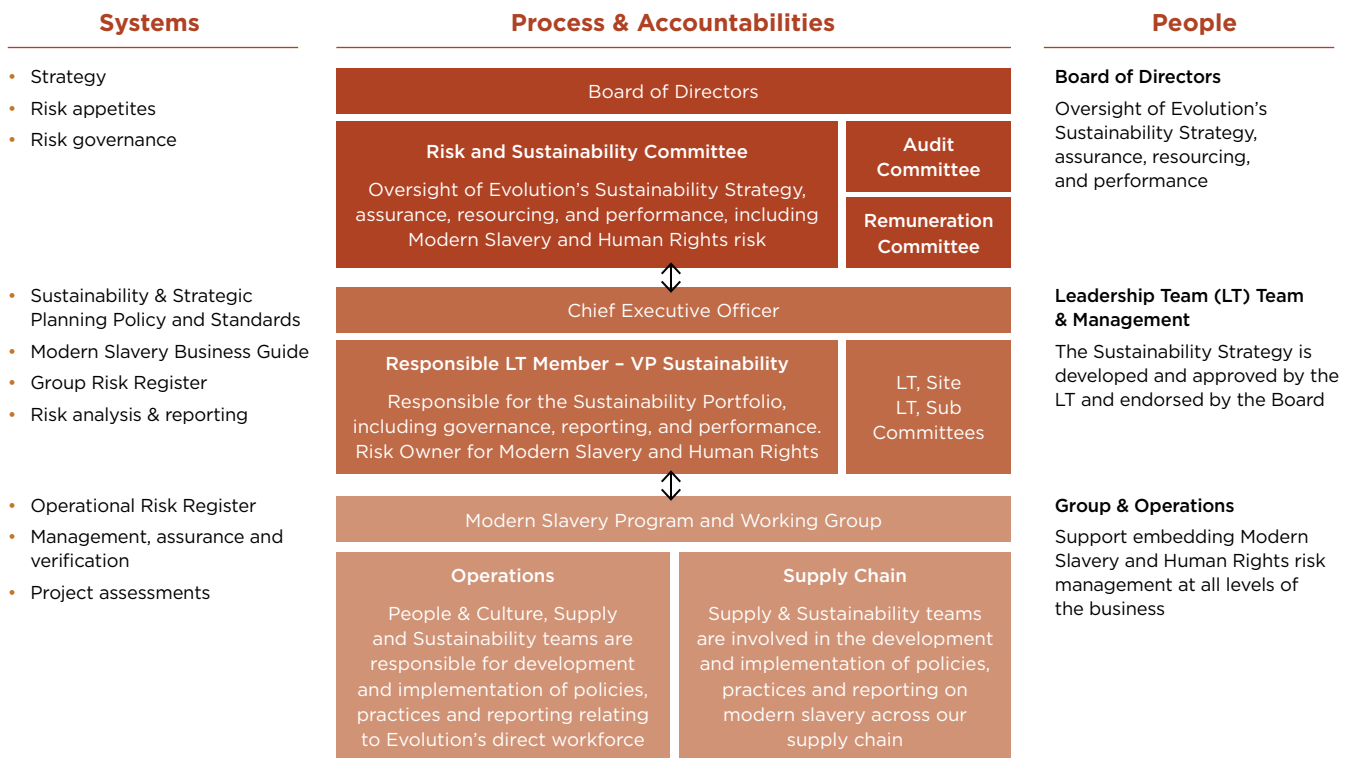 Systems
• Strategy
• Risk appetites
• Risk governance
• Sustainability & Strategic
Planning Policy and Standards
• Modern Slavery Business Guide
• Group Risk Register
• Risk analysis & reporting
• Operational Risk Register
• Management, assurance and
verification
• Project assessments
Process & Accountabilities
Board of Directors
Risk and Sustainability Committee
Oversight of Evolution’s Sustainability Strategy,
assurance, resourcing, and performance, including
Modern Slavery and Human Rights risk
Audit
Committee
Remuneration
Committee
Chief Executive Officer
Responsible LT Member – VP Sustainability
Responsible for the Sustainability Portfolio,
including governance, reporting, and performance.
Risk Owner for Modern Slavery and Human Rights
LT, Site
LT, Sub
Committees
Modern Slavery Program and Working Group
Operations
People & Culture, Supply
and Sustainability teams are
responsible for development
and implementation of policies,
practices and reporting relating
to Evolution’s direct workforce
Supply Chain
Supply & Sustainability teams
are involved in the development
and implementation of policies,
practices and reporting on
modern slavery across our
supply chain
People
Board of Directors
Oversight of Evolution’s
Sustainability Strategy,
assurance, resourcing,
and performance
Leadership Team (LT) Team
& Management
The Sustainability Strategy is
developed and approved by the
LT and endorsed by the Board
Group & Operations
Support embedding Modern
Slavery and Human Rights risk
management at all levels of
the business